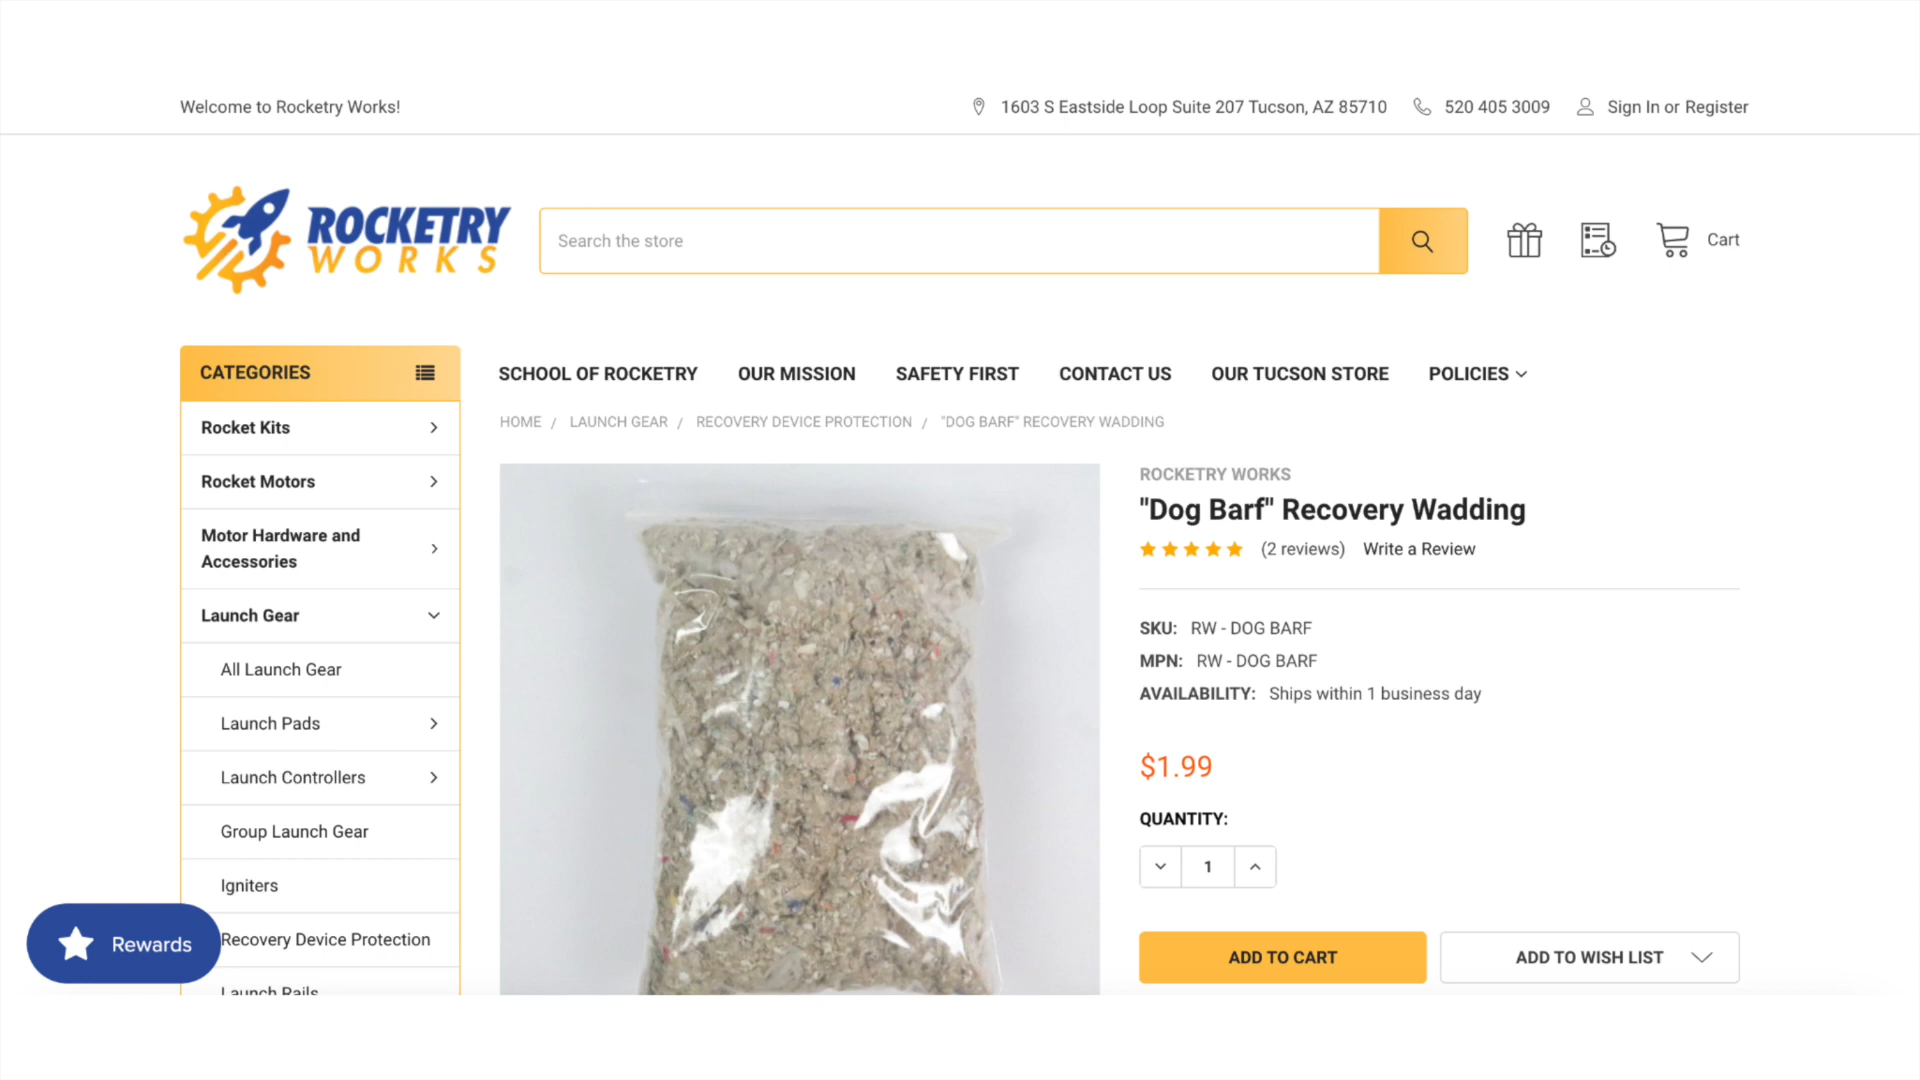 Welcome to Rocketry Works!
1603 S Eastside Loop Suite 207 Tucson, AZ 85710
520 405 3009
Sign In or Register
ROCKETRY
WORKS
Search the store
Cart
CATEGORIES
SCHOOL OF ROCKETRY
OUR MISSION
SAFETY FIRST
CONTACT US
OUR TUCSON STORE
POLICIES
Rocket Kits
Rocket Motors
Motor Hardware and
Accessories
Launch Gear
All Launch Gear
Launch Pads
Launch Controllers
Group Launch Gear
Igniters
Recovery Device Protection
Launch Rails
Rewards
HOME / LAUNCH GEAR / RECOVERY DEVICE PROTECTION / "DOG BARF" RECOVERY WADDING
ROCKETRY WORKS
"Dog Barf" Recovery Wadding
(2 reviews) Write a Review
SKU: RW - DOG BARF
MPN: RW - DOG BARF
AVAILABILITY: Ships within 1 business day
$1.99
QUANTITY:
1
ADD TO CART
ADD TO WISH LIST